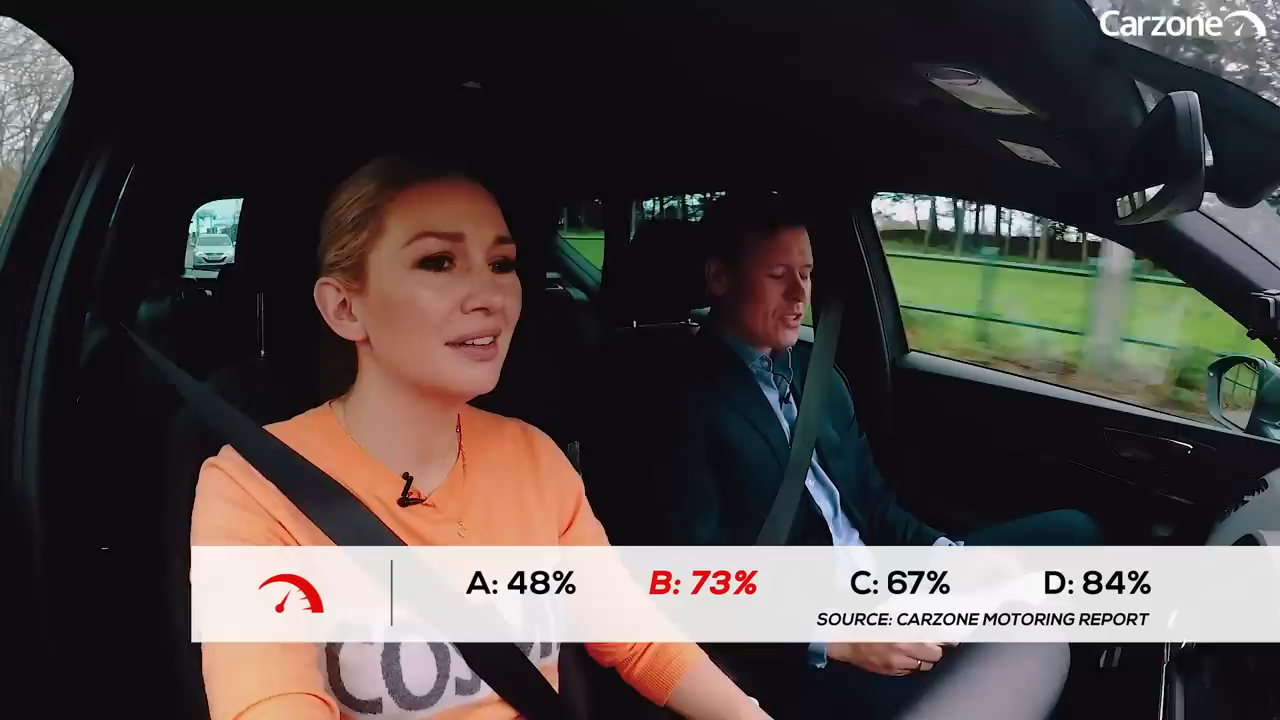 Carzone
A: 48% B: 73% C: 67% D: 84%
SOURCE: CARZONE MOTORING REPORT